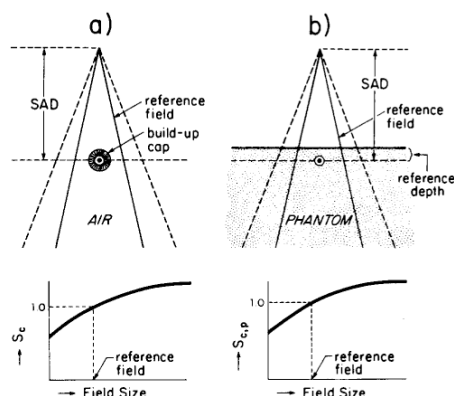 a)
SAD
reference
field
build-up
cap
AIR
b)
SAD
reference
field
reference
depth
PHANTOM
1.0
→ Sc
reference
field
→ Field Size
1.0
→ Sc,p
reference
field
→ Field Size